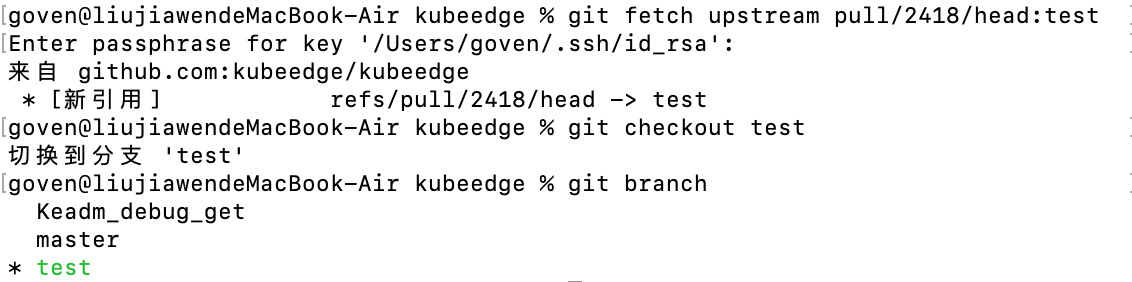 [goven@liujiawendeMacBook-Air kubeedge % git fetch upstream pull/2418/head:test
[Enter passphrase for key '/Users/goven/.ssh/id_rsa':
来自 github.com:kubeedge/kubeedge
 * [新引用]            refs/pull/2418/head -> test
[goven@liujiawendeMacBook-Air kubeedge % git checkout test
切换到分支 'test'
[goven@liujiawendeMacBook-Air kubeedge % git branch
  Keadm_debug_get
  master
* test